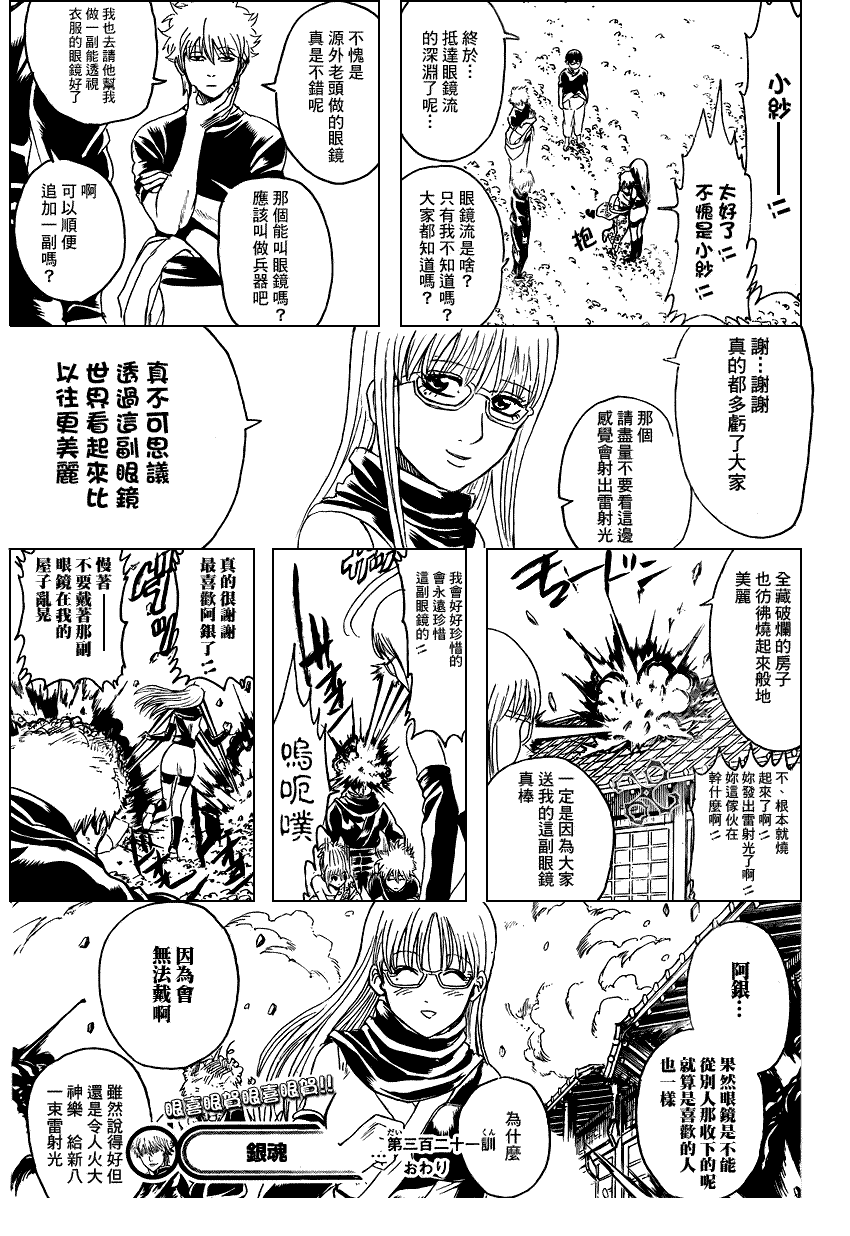 小紗——!!
太好了
不愧是小紗!!
抱
終於…
抵達眼鏡流
的深淵了呢…
眼鏡流是啥？
只有我不知道嗎？
大家都知道嗎？
不愧是
源外老頭做的眼鏡
真是不錯呢
那個能叫眼鏡嗎？
應該叫做兵器吧
我也去請他幫我
做一副能透視
衣服的眼鏡好了
啊
可以順便
追加一副嗎？
謝…謝謝
真的都多虧了大家
那個
請盡量不要看這邊
感覺會射出雷射光
真不可思議
透過這副眼鏡
世界看起來比
以往更美麗
全藏破爛的房子
也彷彿燒起來般地
美麗
不、根本就燒
起來了啊!!
妳發出雷射光了啊!!
妳這傢伙在
幹什麼啊!!
一定是因為大家
送我的這副眼鏡
真棒
我會好好珍惜的
會永遠珍惜
這副眼鏡的!!
嗚呃噗
真的很謝謝
最喜歡阿銀了!!
慢著——
不要戴著那副
眼鏡在我的
屋子亂晃
阿銀…
果然眼鏡是不能
從別人那收下的呢
就算是喜歡的人
也一樣
為什麼
…
因為會
無法戴啊
雖然說得好但
還是令人火大
神樂 給新八
一束雷射光
眼喜眼賀眼喜眼賀!!
銀魂
第三百二十一訓
だい
くん
おわり